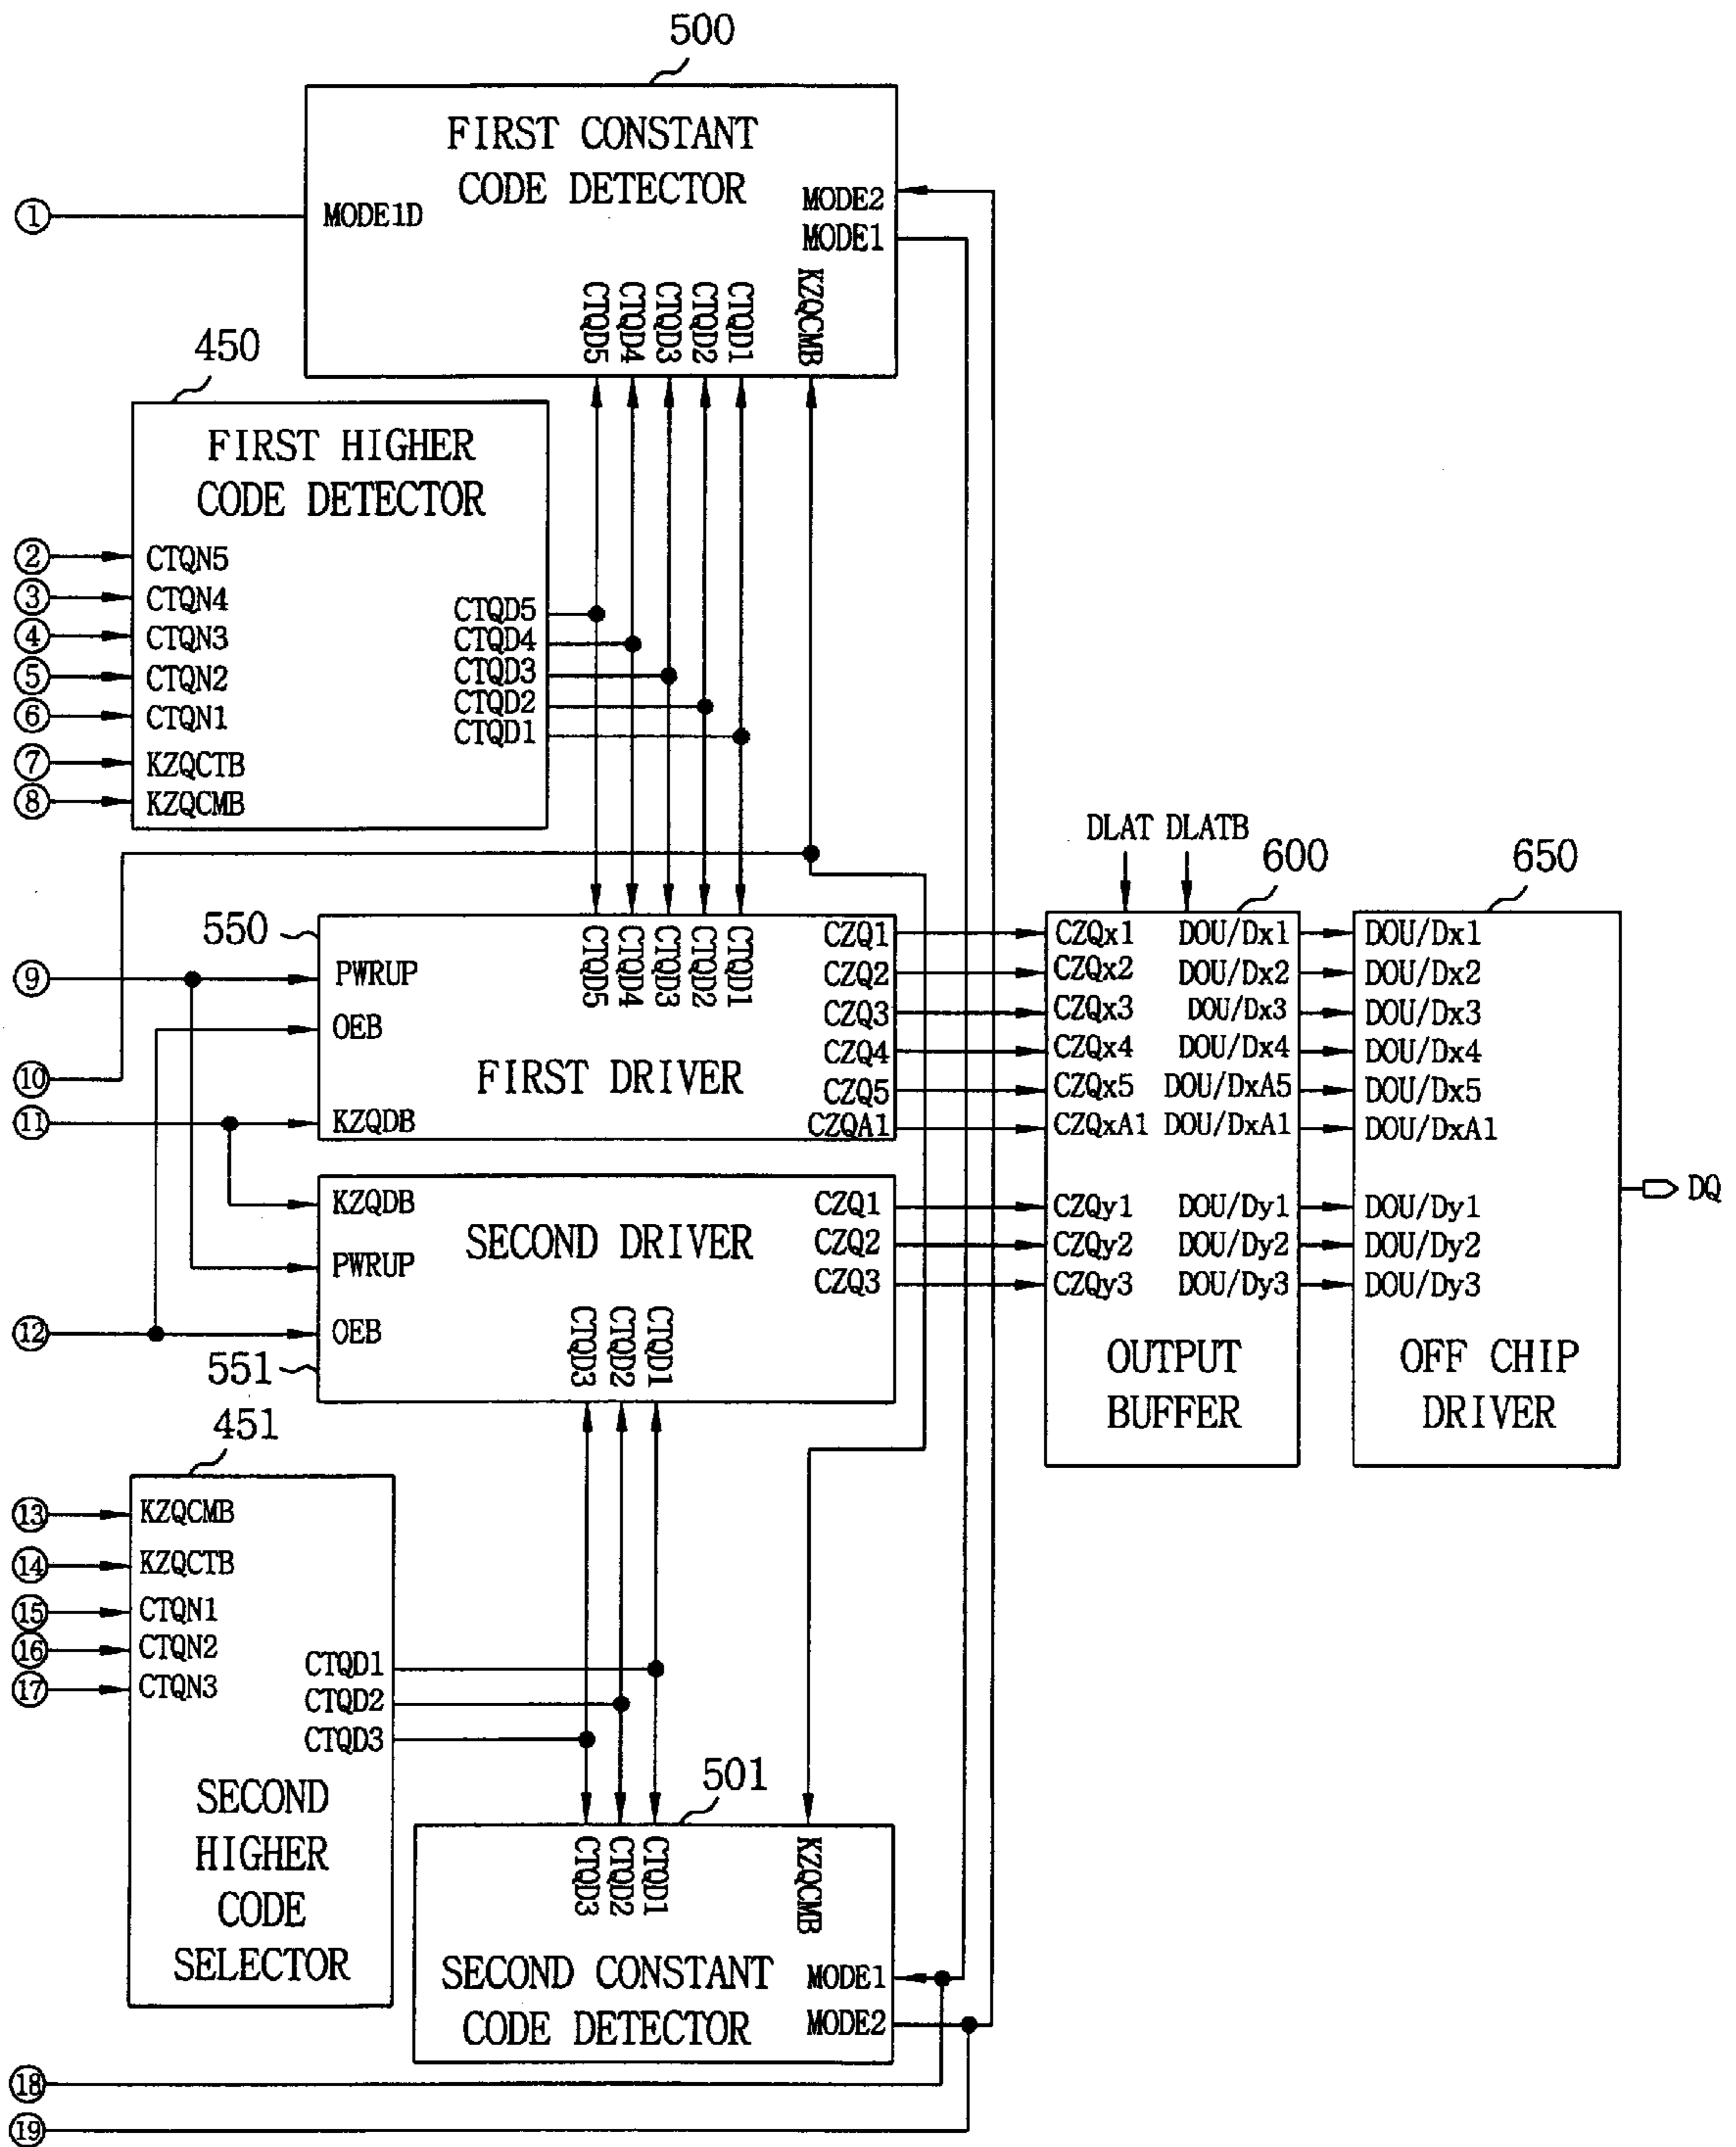 500
FIRST CONSTANT
CODE DETECTOR
① MODE1D
MODE2
MODE1
CTQD5
CTQD4
CTQD3
CTQD2
CTQD1
KZQCMB
450
FIRST HIGHER
CODE DETECTOR
② CTQN5
③ CTQN4
④ CTQN3
⑤ CTQN2
⑥ CTQN1
⑦ KZQCTB
⑧ KZQCMB
CTQD5
CTQD4
CTQD3
CTQD2
CTQD1
550
CTQD5
CTQD4
CTQD3
CTQD2
CTQD1
⑨ PWRUP
OEB
⑩
⑪ KZQDB
FIRST DRIVER
CZQ1
CZQ2
CZQ3
CZQ4
CZQ5
CZQA1
KZQDB
PWRUP
⑫ OEB
551
SECOND DRIVER
CTQD3
CTQD2
CTQD1
CZQ1
CZQ2
CZQ3
DLAT DLATB
600
CZQx1 DOU/Dx1
CZQx2 DOU/Dx2
CZQx3 DOU/Dx3
CZQx4 DOU/Dx4
CZQx5 DOU/DxA5
CZQxA1 DOU/DxA1
CZQy1 DOU/Dy1
CZQy2 DOU/Dy2
CZQy3 DOU/Dy3
OUTPUT
BUFFER
650
DOU/Dx1
DOU/Dx2
DOU/Dx3
DOU/Dx4
DOU/Dx5
DOU/DxA1
DOU/Dy1
DOU/Dy2
DOU/Dy3
OFF CHIP
DRIVER
DQ
451
⑬ KZQCMB
⑭ KZQCTB
⑮ CTQN1
⑯ CTQN2
⑰ CTQN3
CTQD1
CTQD2
CTQD3
SECOND
HIGHER
CODE
SELECTOR
501
CTQD3
CTQD2
CTQD1
KZQCMB
SECOND CONSTANT
CODE DETECTOR
MODE1
MODE2
⑱
⑲